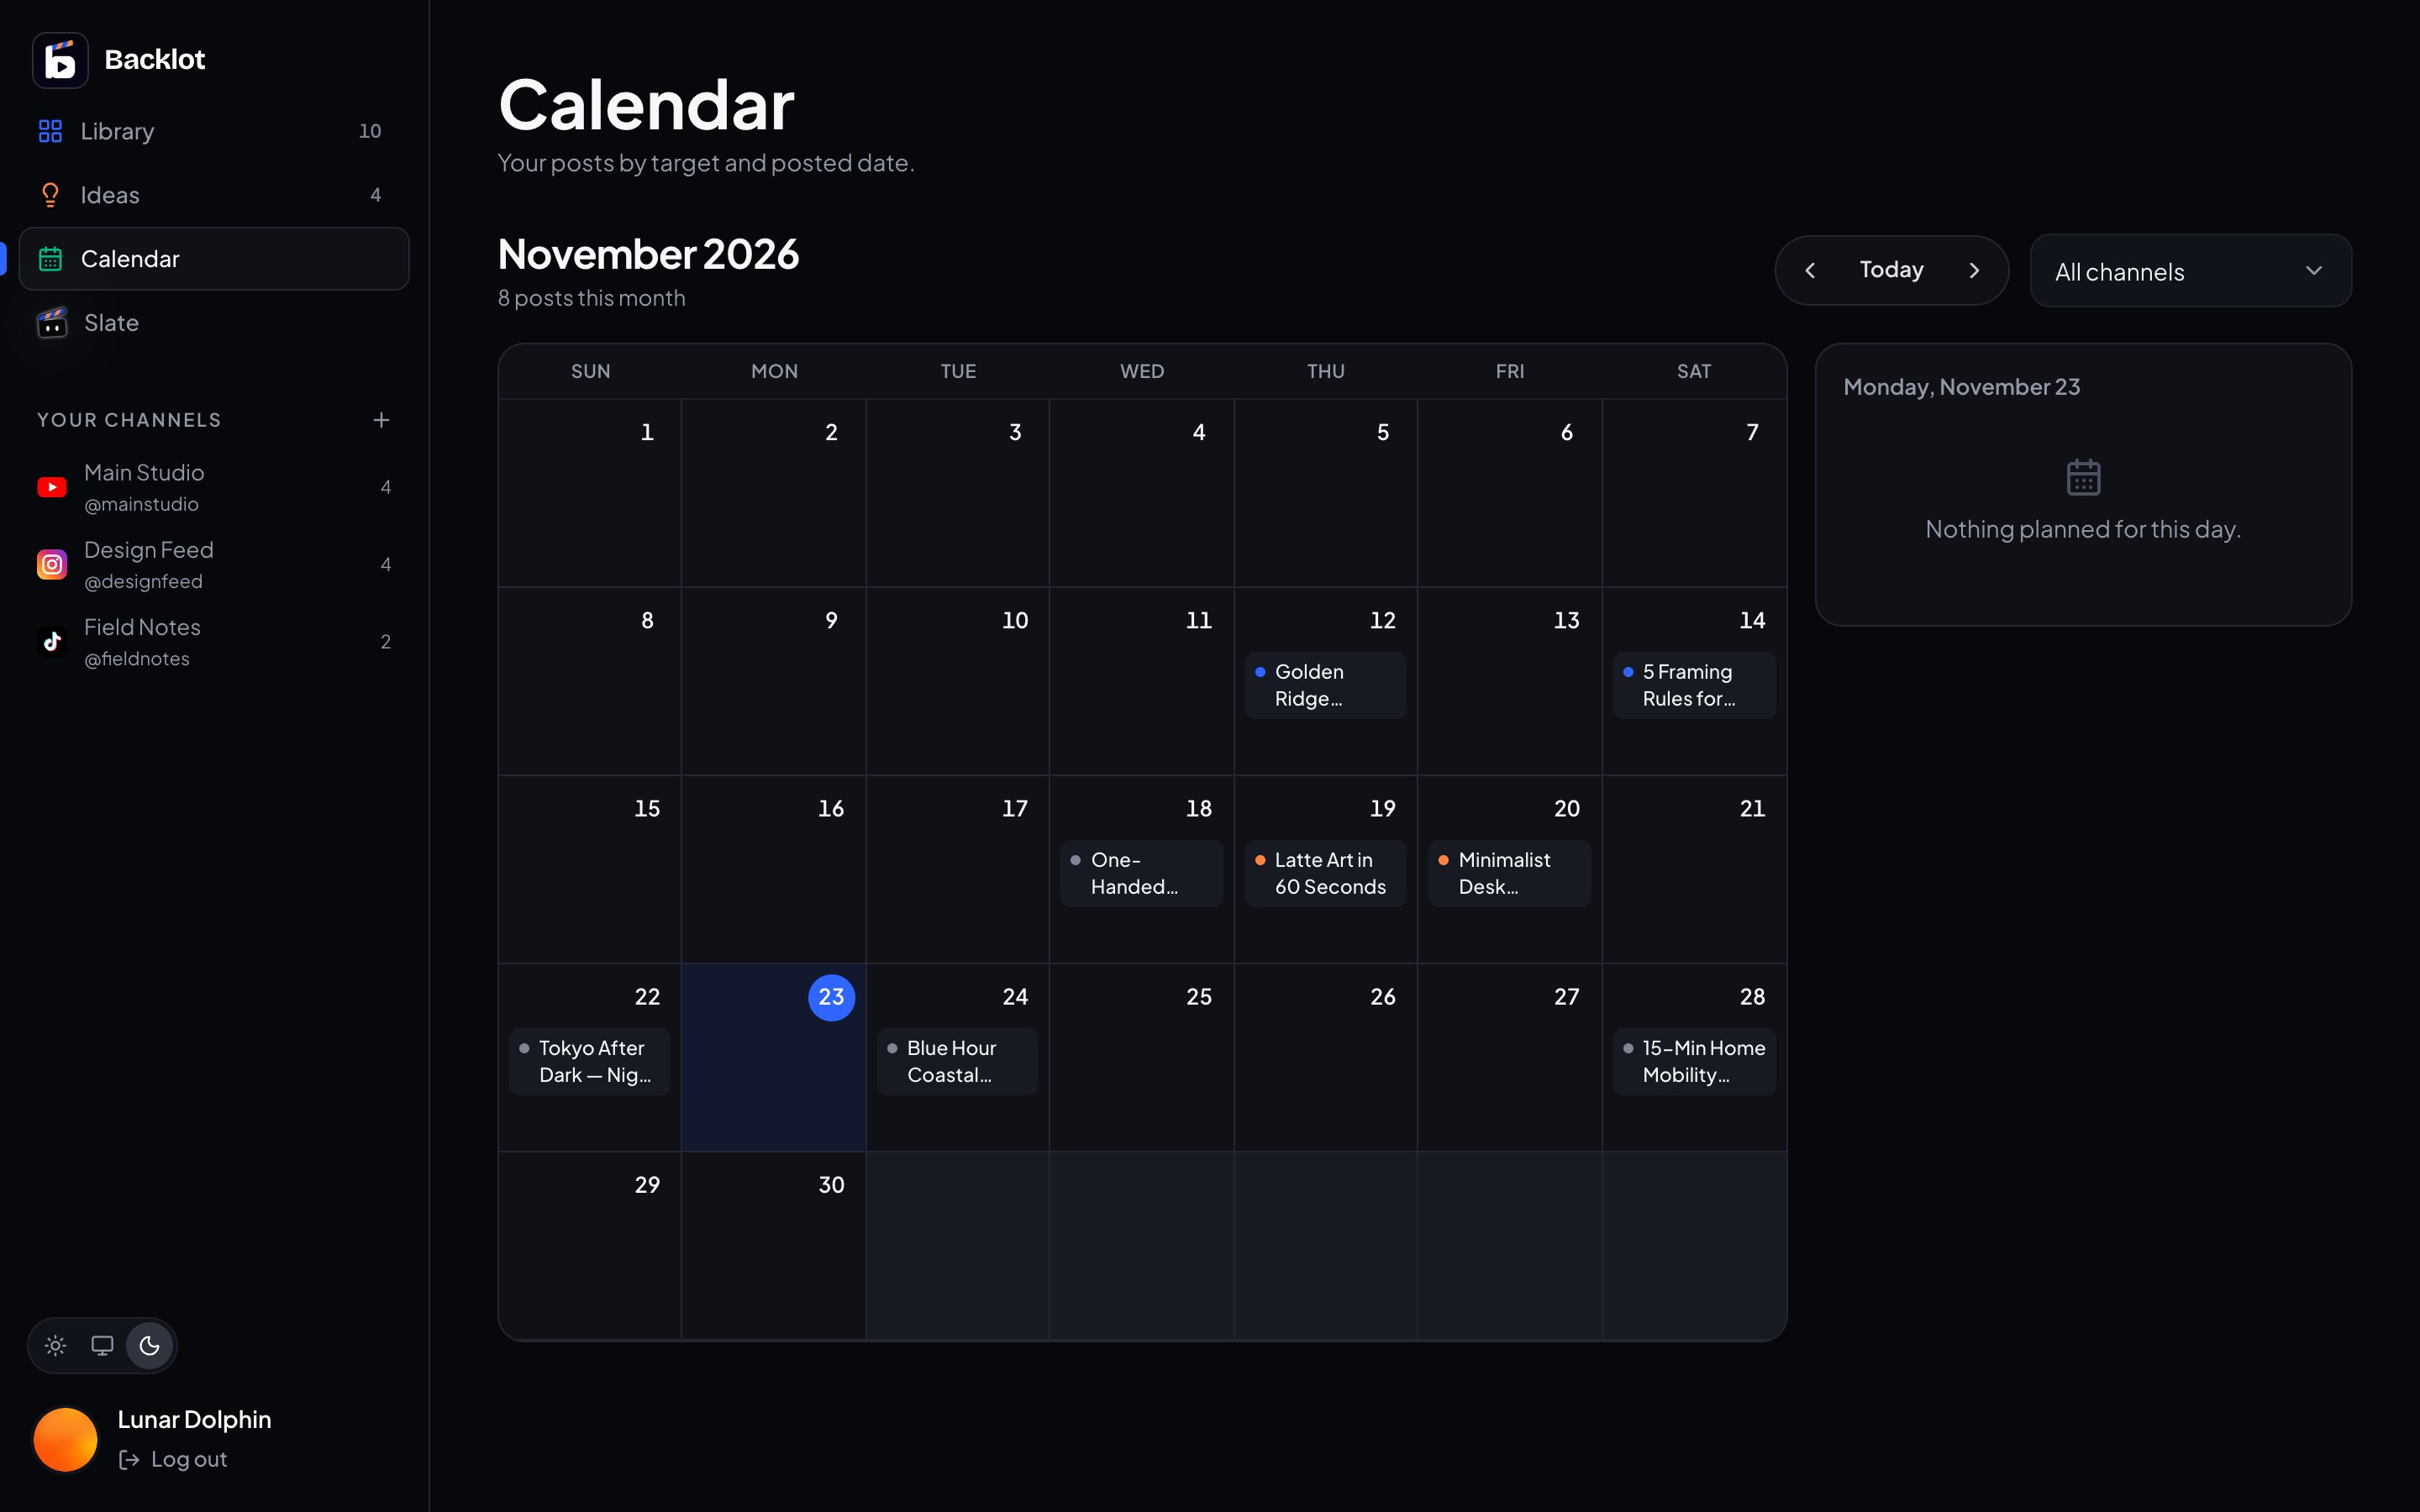 Backlot
Library 10
Ideas 4
Calendar
Slate
YOUR CHANNELS
Main Studio
@mainstudio
4
Design Feed
@designfeed
4
Field Notes
@fieldnotes
2
Lunar Dolphin
Log out
Calendar
Your posts by target and posted date.
November 2026
8 posts this month
Today
All channels
SUN MON TUE WED THU FRI SAT
1 2 3 4 5 6 7
8 9 10 11 12 13 14
Golden
Ridge...
5 Framing
Rules for...
15 16 17 18 19 20 21
One-
Handed...
Latte Art in
60 Seconds
Minimalist
Desk...
22 23 24 25 26 27 28
Tokyo After
Dark — Nig...
Blue Hour
Coastal...
15-Min Home
Mobility...
29 30
Monday, November 23
Nothing planned for this day.